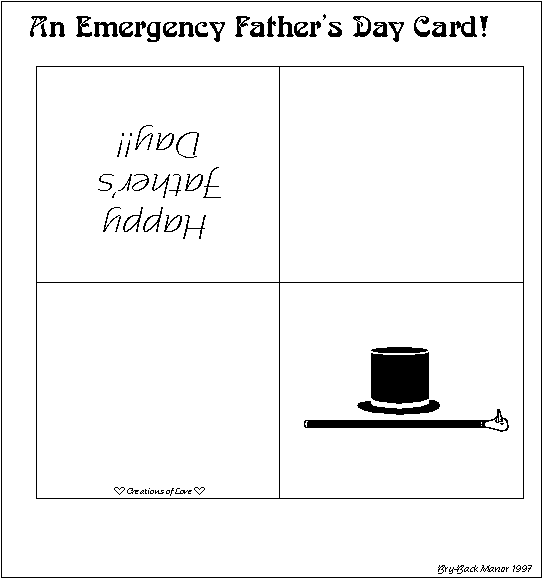 An Emergency Father's Day Card!
Happy
Father's
Day!!
♡ Creations of Love ♡
Bry-Back Manor 1997